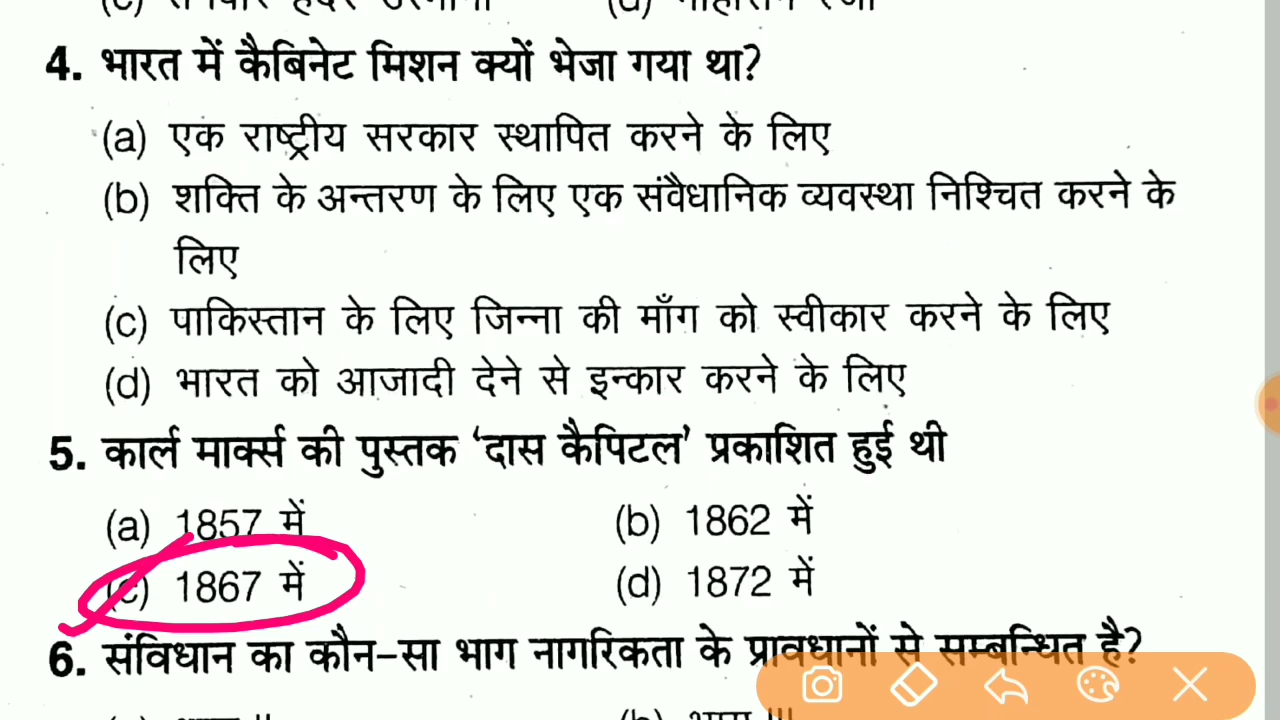 4. भारत में कैबिनेट मिशन क्यों भेजा गया था?
(a) एक राष्ट्रीय सरकार स्थापित करने के लिए
(b) शक्ति के अन्तरण के लिए एक संवैधानिक व्यवस्था निश्चित करने के
लिए
(c) पाकिस्तान के लिए जिन्ना की माँग को स्वीकार करने के लिए
(d) भारत को आजादी देने से इन्कार करने के लिए
5. कार्ल मार्क्स की पुस्तक ‘दास कैपिटल’ प्रकाशित हुई थी
(a) 1857 में (b) 1862 में
(c) 1867 में (d) 1872 में
6. संविधान का कौन-सा भाग नागरिकता के प्रावधानों से सम्बन्धित है?